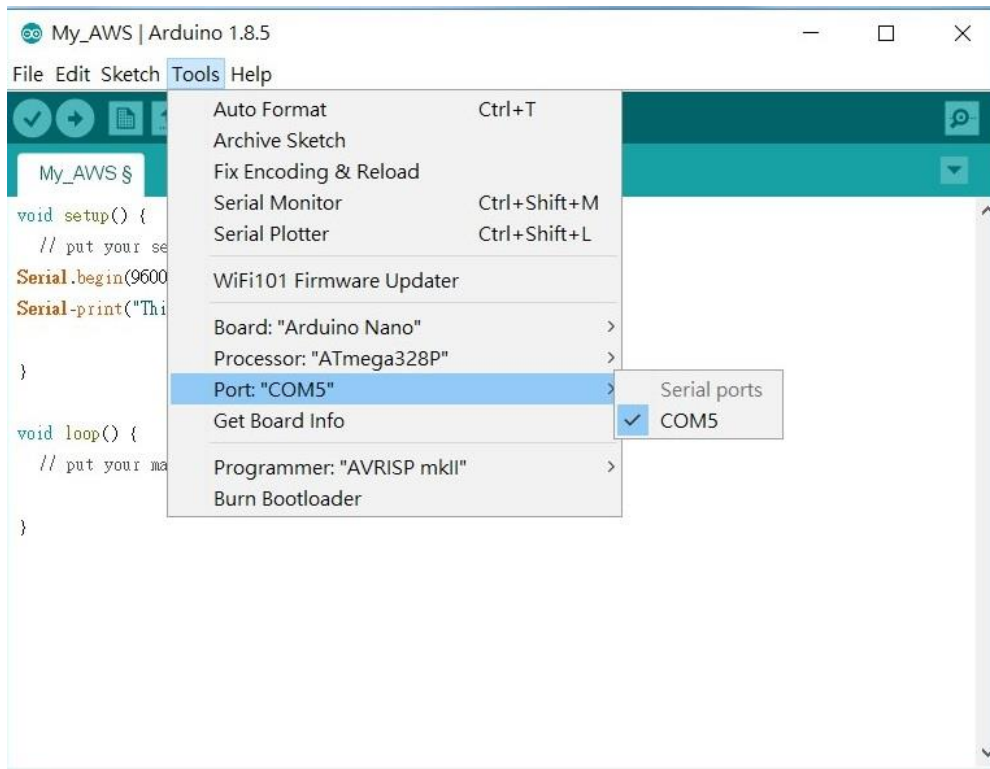 My_AWS | Arduino 1.8.5
File Edit Sketch Tools Help
My_AWS §
void setup() {
// put your se
Serial.begin(9600
Serial-print("Thi
}
void loop() {
// put your ma
}
Auto Format Ctrl+T
Archive Sketch
Fix Encoding & Reload
Serial Monitor Ctrl+Shift+M
Serial Plotter Ctrl+Shift+L
WiFi101 Firmware Updater
Board: "Arduino Nano"
Processor: "ATmega328P"
Port: "COM5"
Get Board Info
Programmer: "AVRISP mkII"
Burn Bootloader
Serial ports
COM5